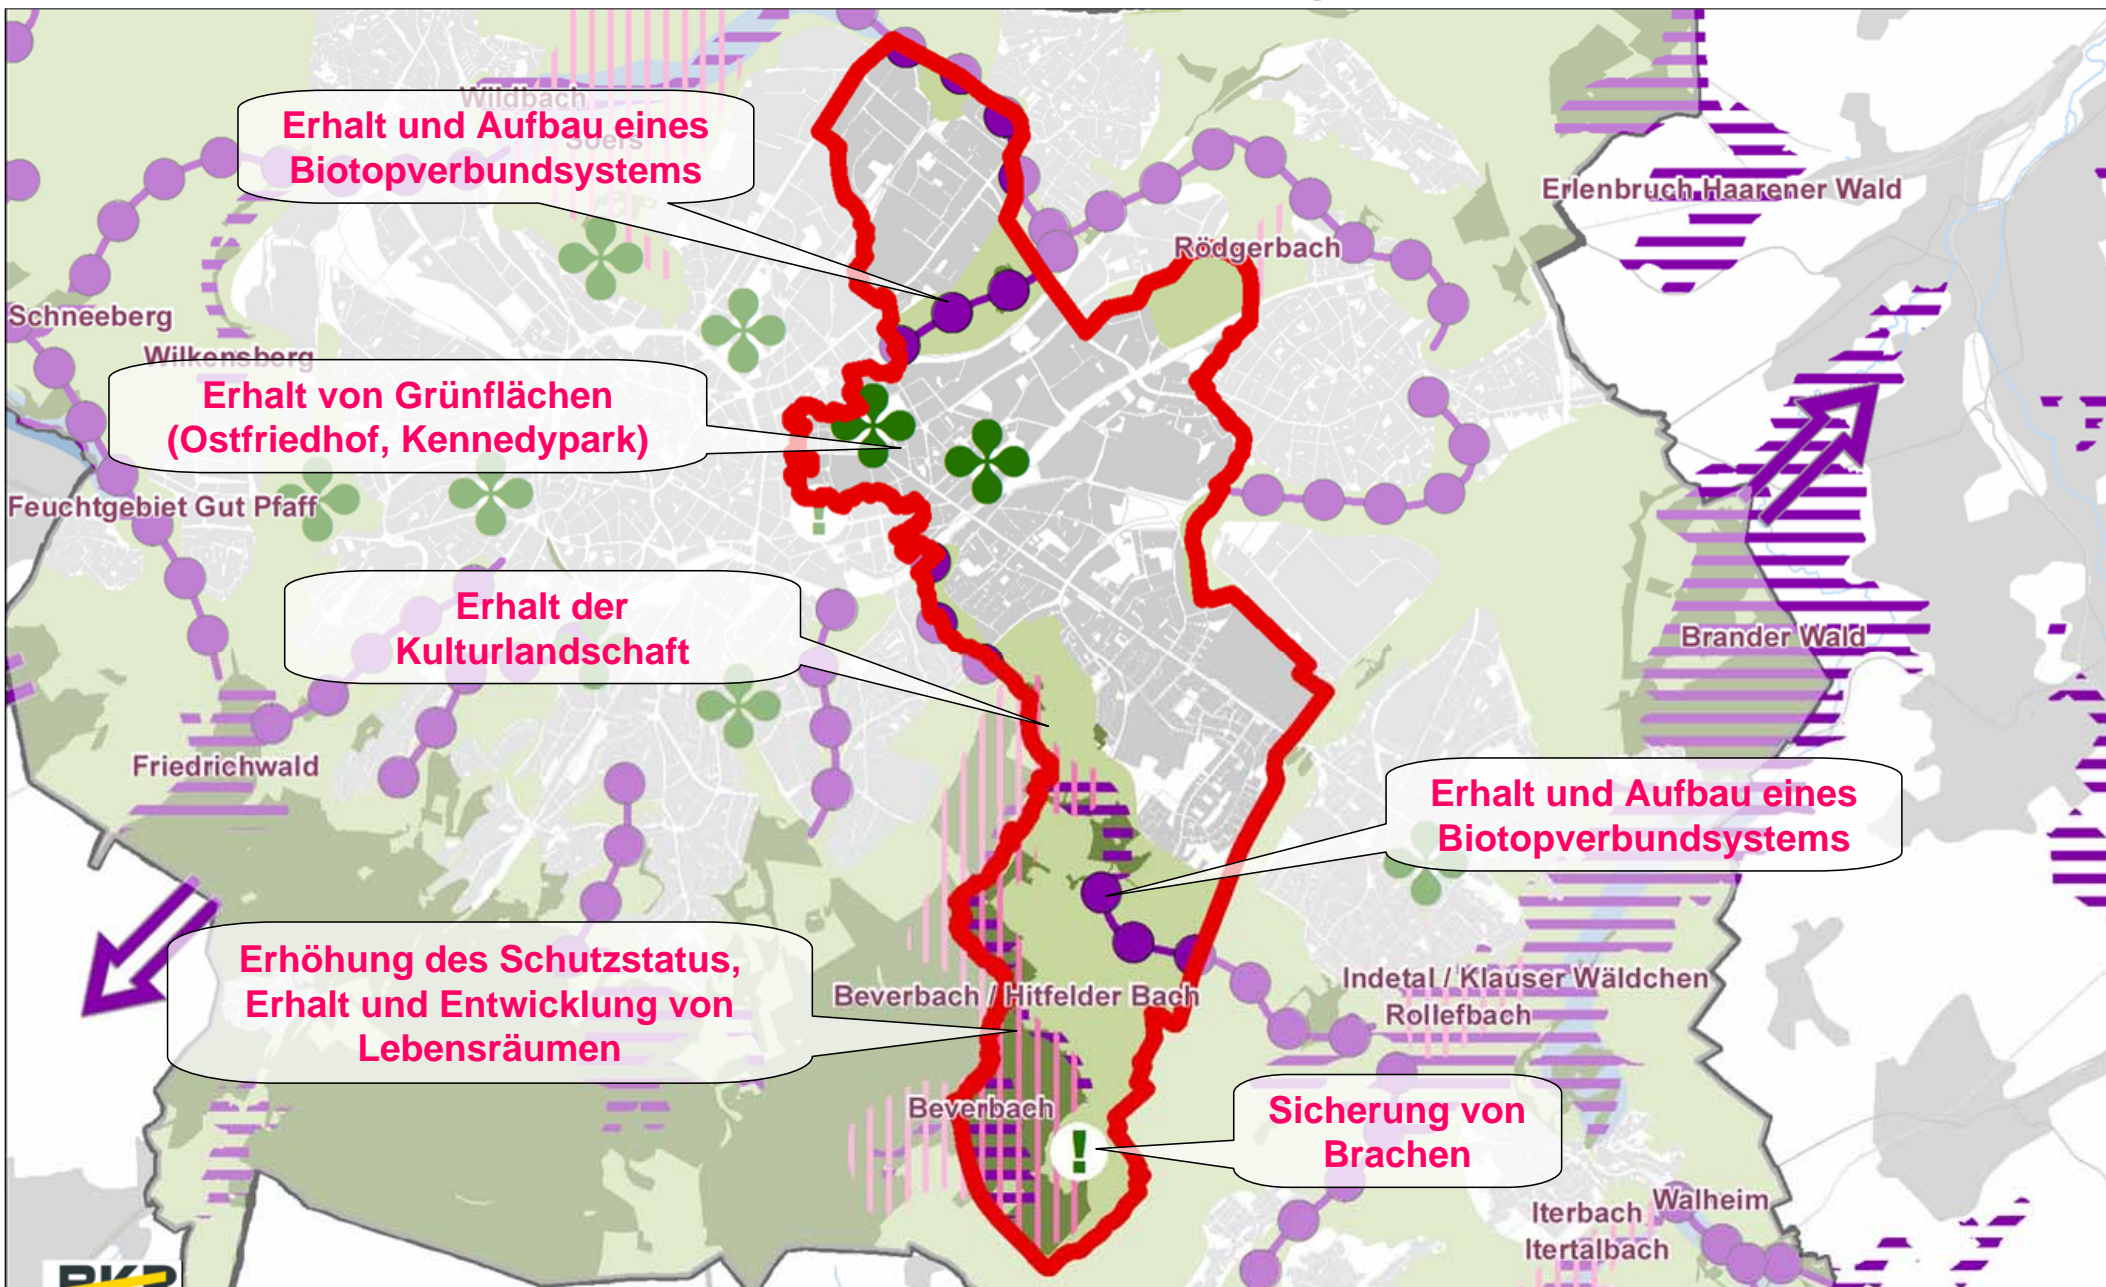 Wildbach
Soers
Erhalt und Aufbau eines
Biotopverbundsystems
Erlenbruch Haarener Wald
Rödgerbach
Schneeberg
Wilkensberg
Erhalt von Grünflächen
(Ostfriedhof, Kennedypark)
Feuchtgebiet Gut Pfaff
!
Erhalt der
Kulturlandschaft
Brander Wald
Friedrichwald
Erhalt und Aufbau eines
Biotopverbundsystems
Erhöhung des Schutzstatus,
Erhalt und Entwicklung von
Lebensräumen
Beverbach / Hitfelder Bach
Indetal / Klauser Wäldchen
Rollefbach
Beverbach
Sicherung von
Brachen
!
Iterbach
Walheim
Itertalbach